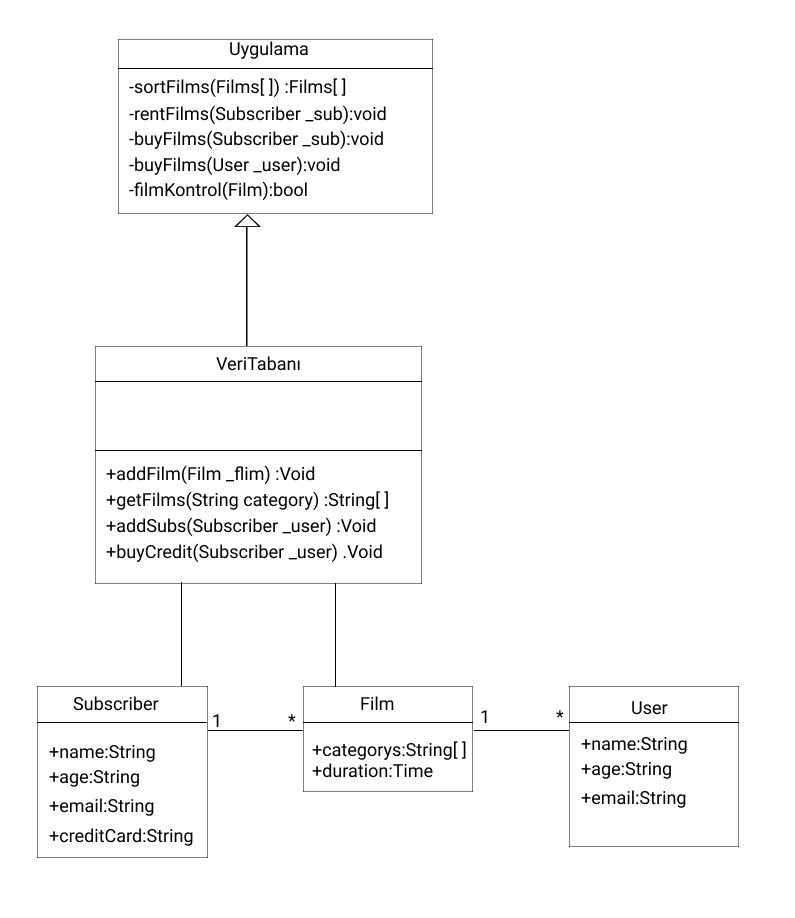 Uygulama
-sortFilms(Films[ ]) :Films[ ]
-rentFilms(Subscriber _sub):void
-buyFilms(Subscriber _sub):void
-buyFilms(User _user):void
-filmKontrol(Film):bool
VeriTabanı
+addFilm(Film _flim) :Void
+getFilms(String category) :String[ ]
+addSubs(Subscriber _user) :Void
+buyCredit(Subscriber _user) .Void
Subscriber
+name:String
+age:String
+email:String
+creditCard:String
1
*
Film
+categorys:String[ ]
+duration:Time
1
*
User
+name:String
+age:String
+email:String